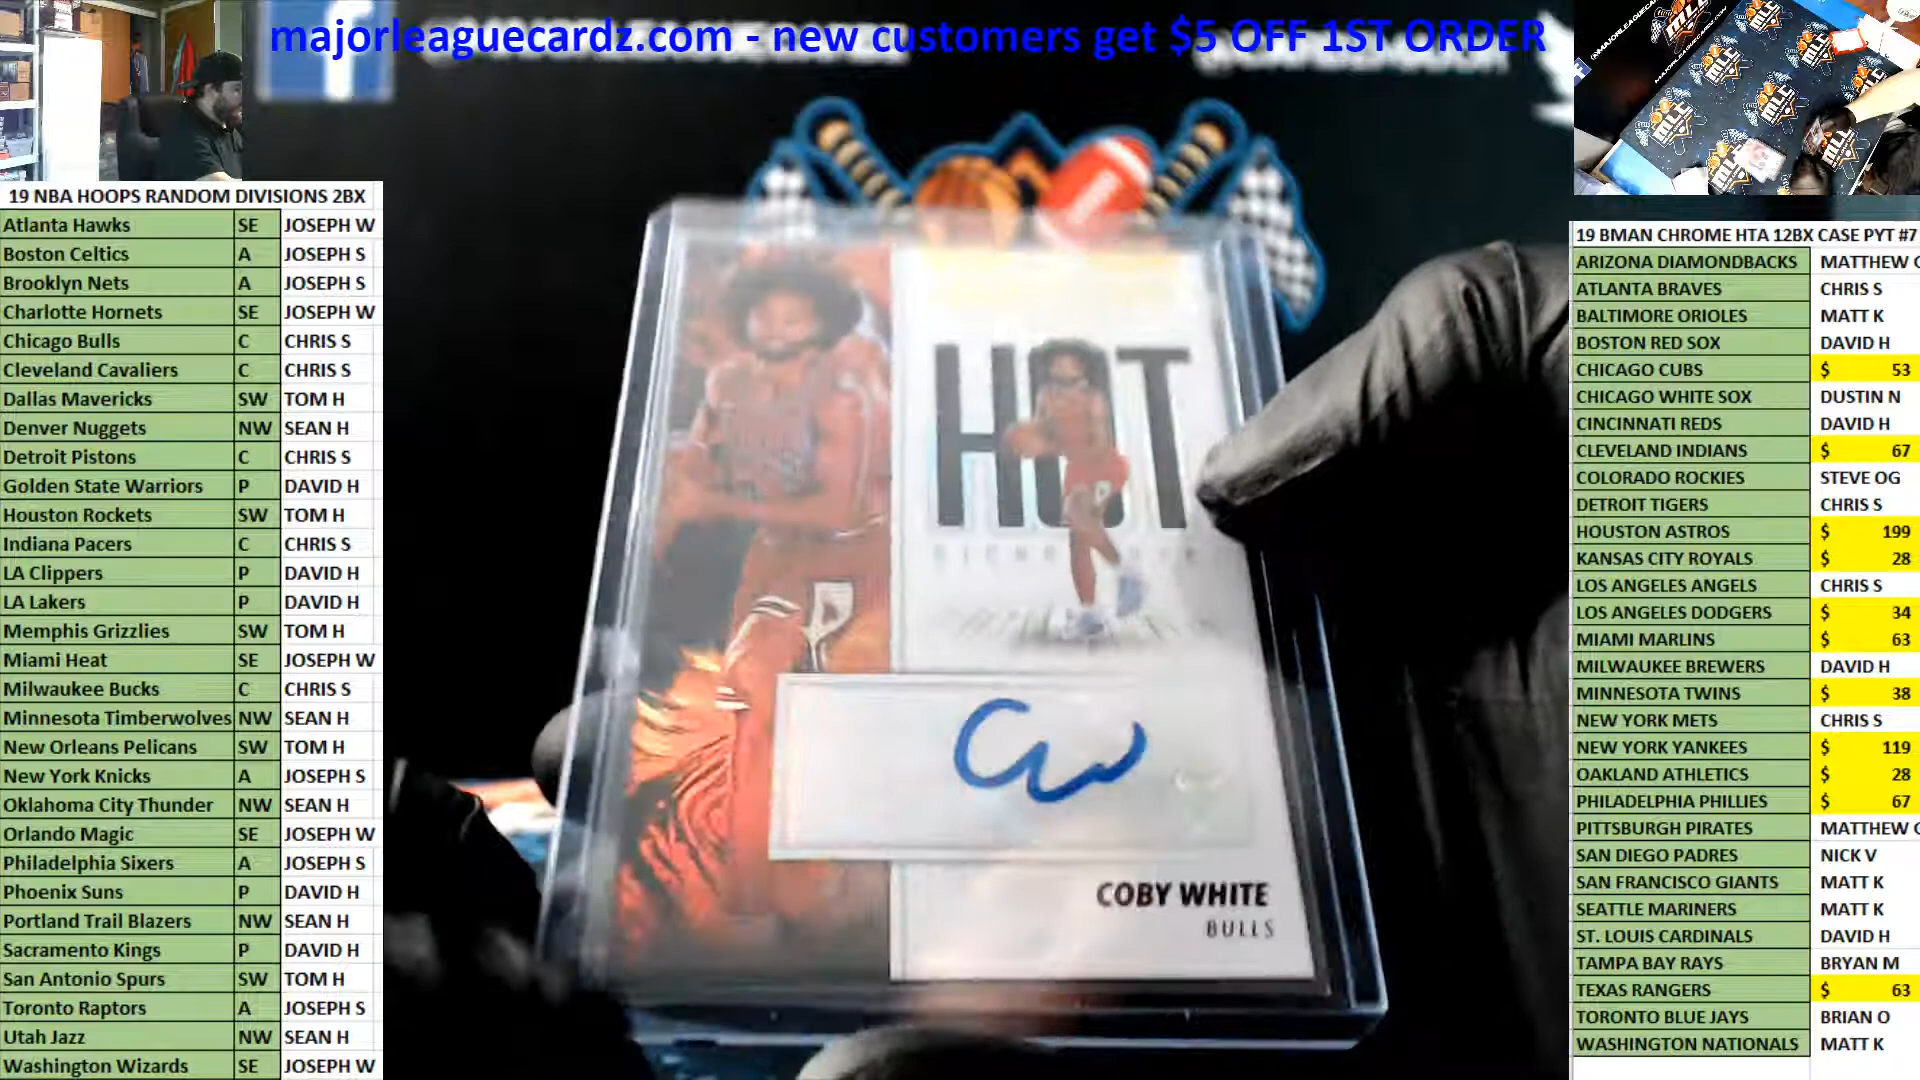 majorleaguecardz.com - new customers get $5 OFF 1ST ORDER
19 NBA HOOPS RANDOM DIVISIONS 2BX
Atlanta Hawks SE JOSEPH W
Boston Celtics A JOSEPH S
Brooklyn Nets A JOSEPH S
Charlotte Hornets SE JOSEPH W
Chicago Bulls C CHRIS S
Cleveland Cavaliers C CHRIS S
Dallas Mavericks SW TOM H
Denver Nuggets NW SEAN H
Detroit Pistons C CHRIS S
Golden State Warriors P DAVID H
Houston Rockets SW TOM H
Indiana Pacers C CHRIS S
LA Clippers P DAVID H
LA Lakers P DAVID H
Memphis Grizzlies SW TOM H
Miami Heat SE JOSEPH W
Milwaukee Bucks C CHRIS S
Minnesota Timberwolves NW SEAN H
New Orleans Pelicans SW TOM H
New York Knicks A JOSEPH S
Oklahoma City Thunder NW SEAN H
Orlando Magic SE JOSEPH W
Philadelphia Sixers A JOSEPH S
Phoenix Suns P DAVID H
Portland Trail Blazers NW SEAN H
Sacramento Kings P DAVID H
San Antonio Spurs SW TOM H
Toronto Raptors A JOSEPH S
Utah Jazz NW SEAN H
Washington Wizards SE JOSEPH W
HOT
CW
COBY WHITE
BULLS
19 BMAN CHROME HTA 12BX CASE PYT #7
ARIZONA DIAMONDBACKS MATTHEW
ATLANTA BRAVES CHRIS S
BALTIMORE ORIOLES MATT K
BOSTON RED SOX DAVID H
CHICAGO CUBS $ 53
CHICAGO WHITE SOX DUSTIN N
CINCINNATI REDS DAVID H
CLEVELAND INDIANS $ 67
COLORADO ROCKIES STEVE OG
DETROIT TIGERS CHRIS S
HOUSTON ASTROS $ 199
KANSAS CITY ROYALS $ 28
LOS ANGELES ANGELS CHRIS S
LOS ANGELES DODGERS $ 34
MIAMI MARLINS $ 63
MILWAUKEE BREWERS DAVID H
MINNESOTA TWINS $ 38
NEW YORK METS CHRIS S
NEW YORK YANKEES $ 119
OAKLAND ATHLETICS $ 28
PHILADELPHIA PHILLIES $ 67
PITTSBURGH PIRATES MATTHEW
SAN DIEGO PADRES NICK V
SAN FRANCISCO GIANTS MATT K
SEATTLE MARINERS MATT K
ST. LOUIS CARDINALS DAVID H
TAMPA BAY RAYS BRYAN M
TEXAS RANGERS $ 63
TORONTO BLUE JAYS BRIAN O
WASHINGTON NATIONALS MATT K
MLC
MLC
MLC
MLC